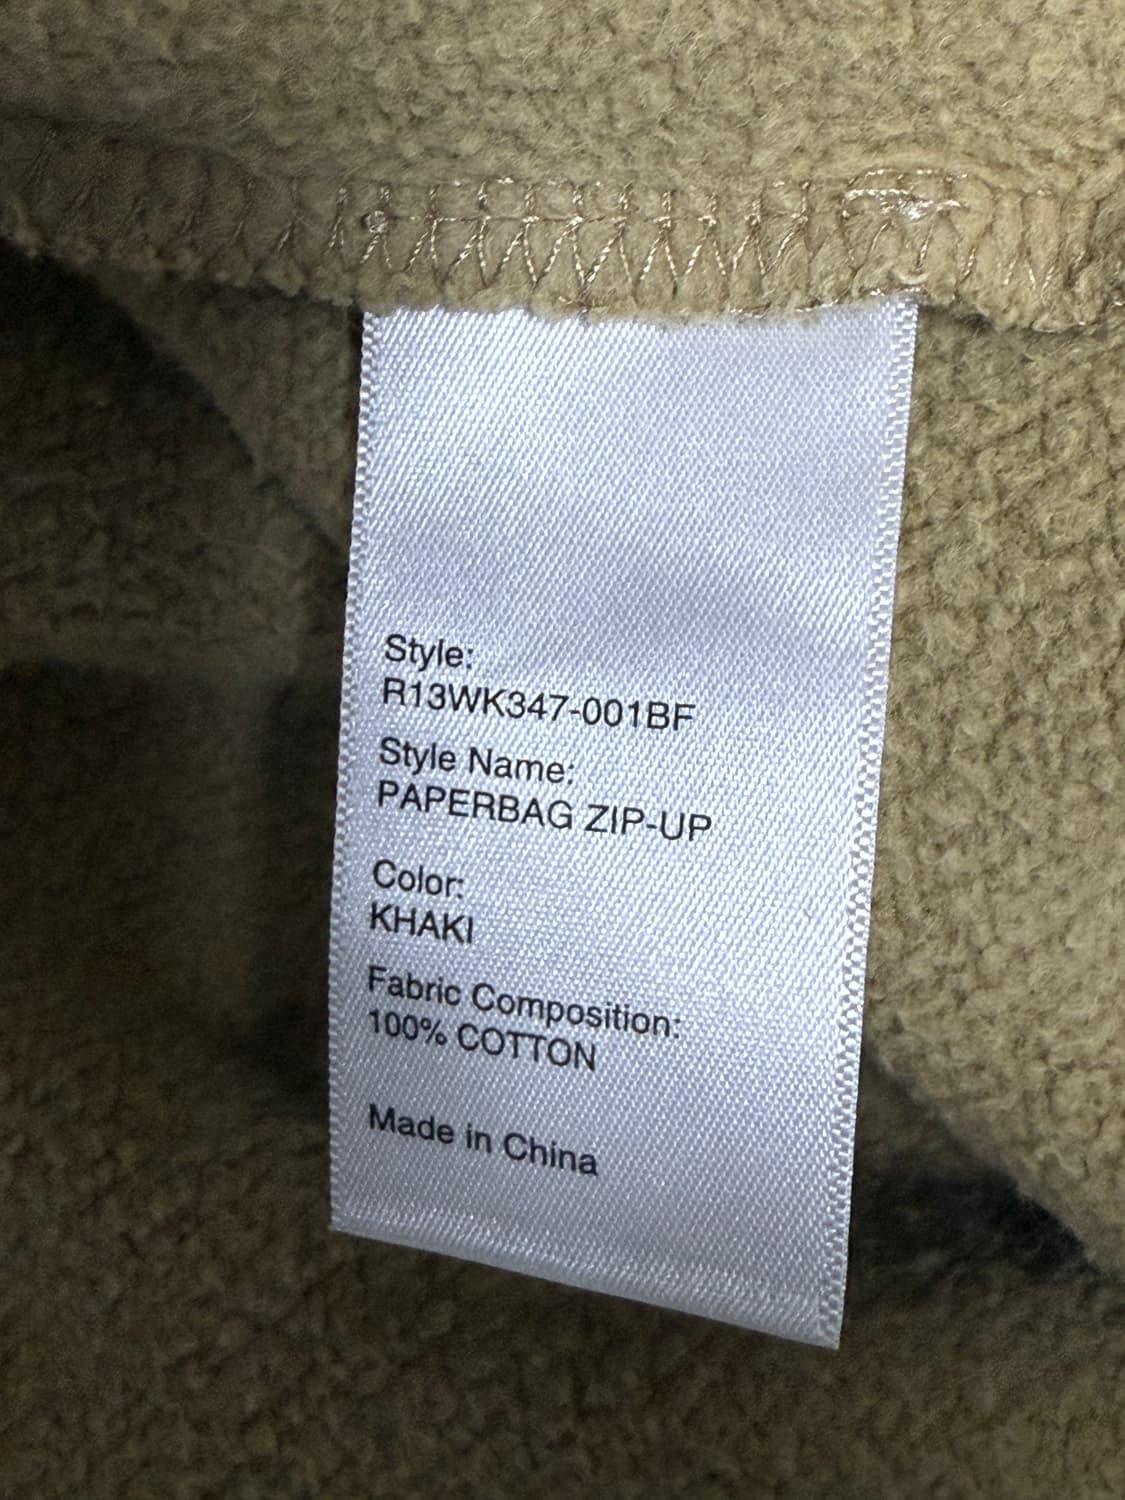 Style:
R13WK347-001BF
Style Name:
PAPERBAG ZIP-UP
Color:
KHAKI
Fabric Composition:
100% COTTON
Made in China